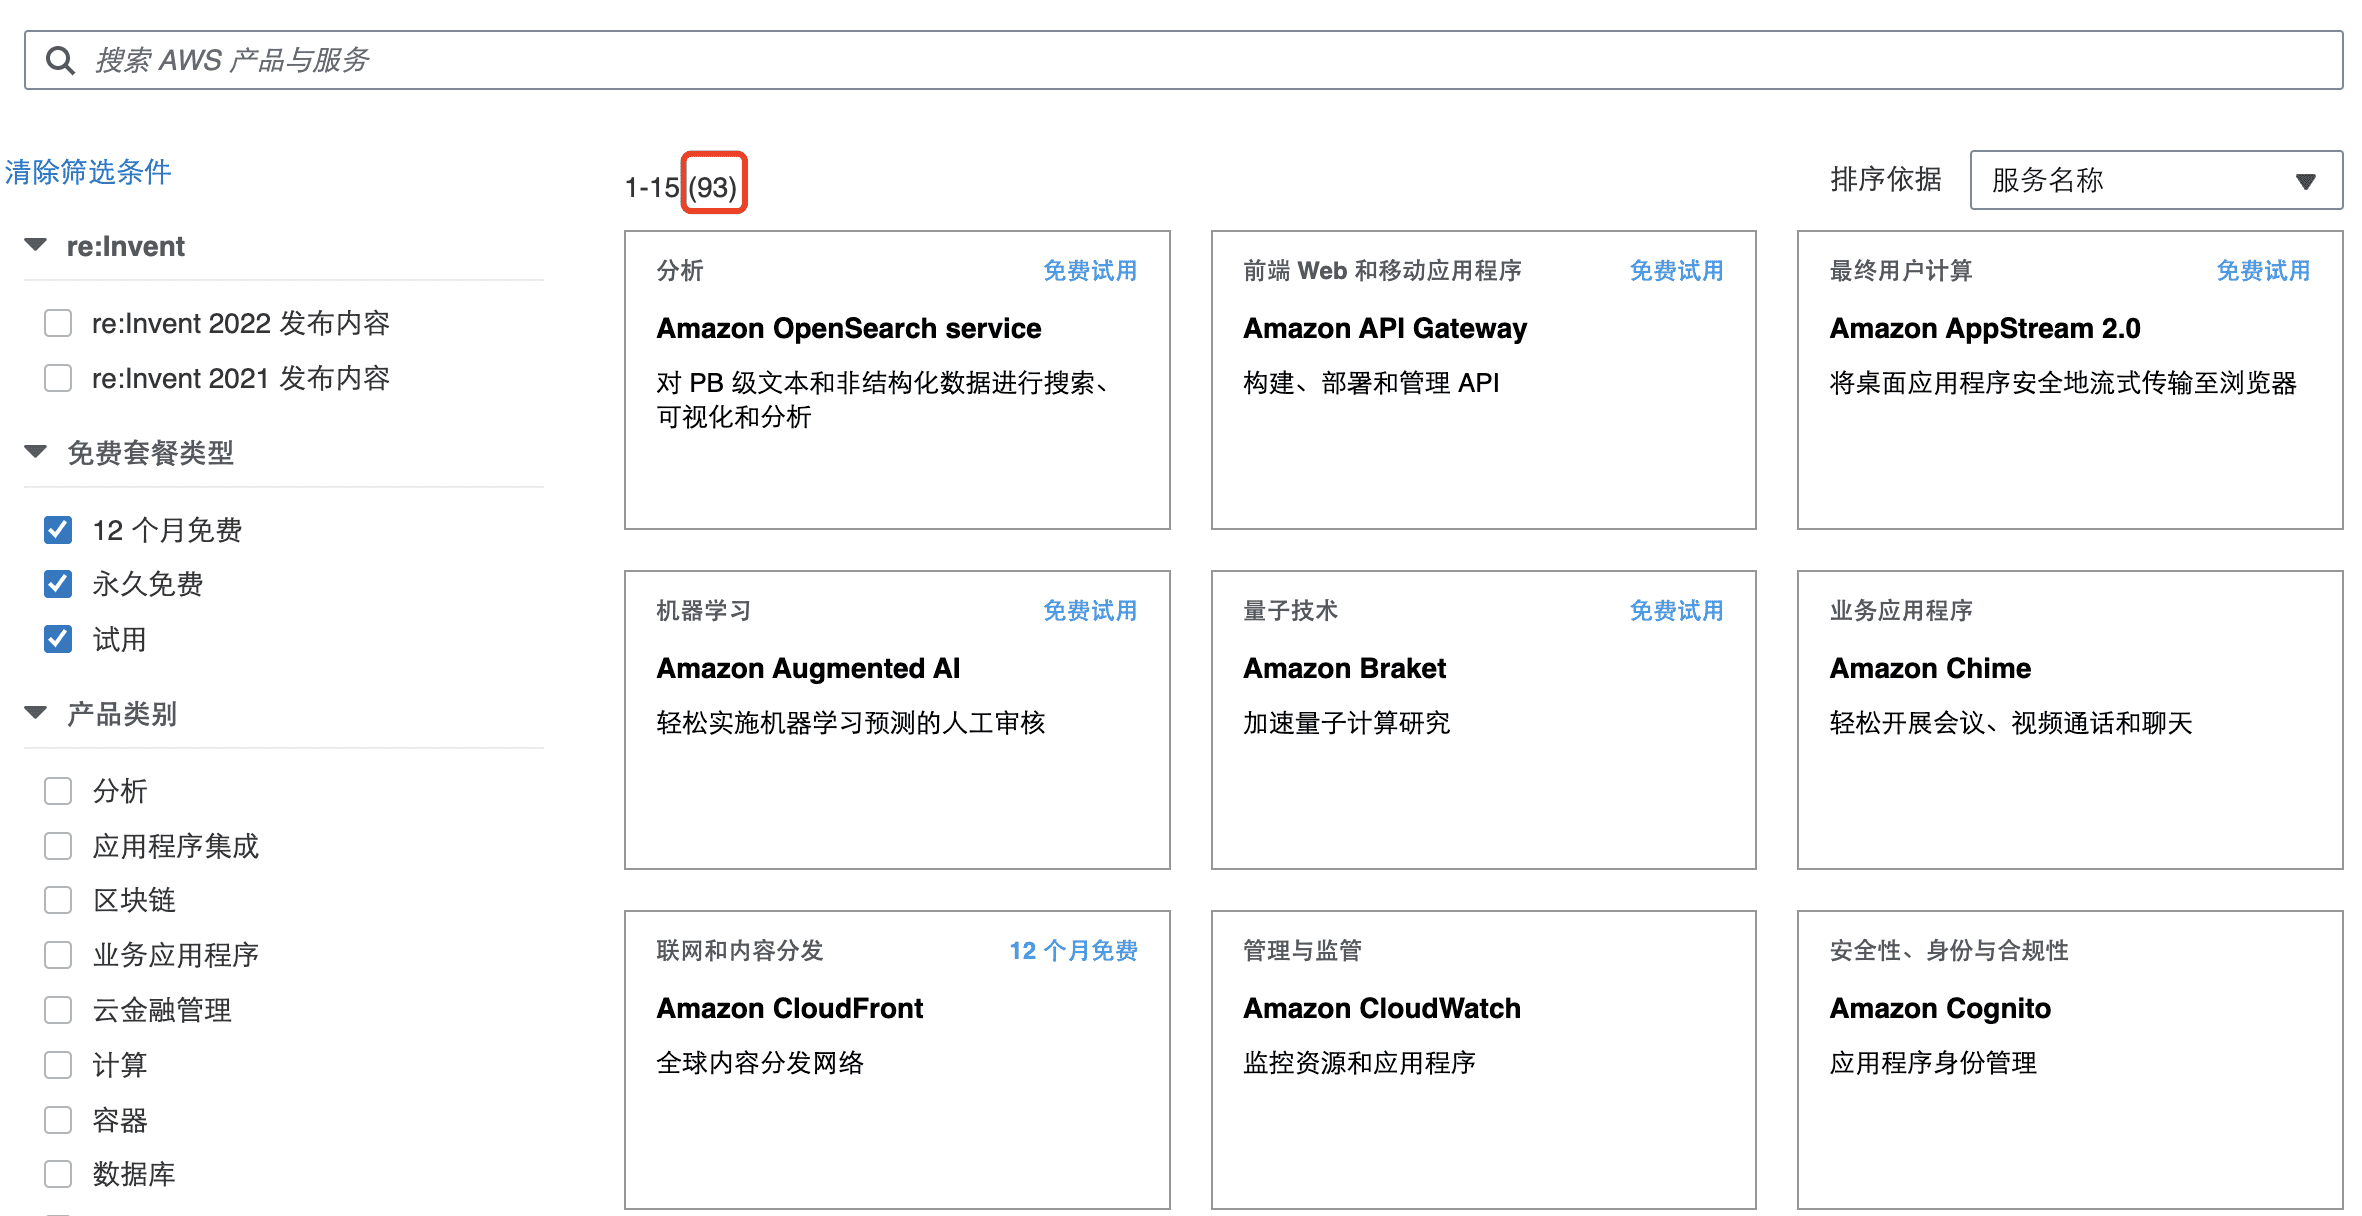 搜索 AWS 产品与服务
清除筛选条件
re:Invent
re:Invent 2022 发布内容
re:Invent 2021 发布内容
免费套餐类型
12 个月免费
永久免费
试用
产品类别
分析
应用程序集成
区块链
业务应用程序
云金融管理
计算
容器
数据库
1-15 (93)
排序依据
服务名称
分析
免费试用
Amazon OpenSearch service
对 PB 级文本和非结构化数据进行搜索、
可视化和分析
前端 Web 和移动应用程序
免费试用
Amazon API Gateway
构建、部署和管理 API
最终用户计算
免费试用
Amazon AppStream 2.0
将桌面应用程序安全地流式传输至浏览器
机器学习
免费试用
Amazon Augmented AI
轻松实施机器学习预测的人工审核
量子技术
免费试用
Amazon Braket
加速量子计算研究
业务应用程序
Amazon Chime
轻松开展会议、视频通话和聊天
联网和内容分发
12 个月免费
Amazon CloudFront
全球内容分发网络
管理与监管
Amazon CloudWatch
监控资源和应用程序
安全性、身份与合规性
Amazon Cognito
应用程序身份管理